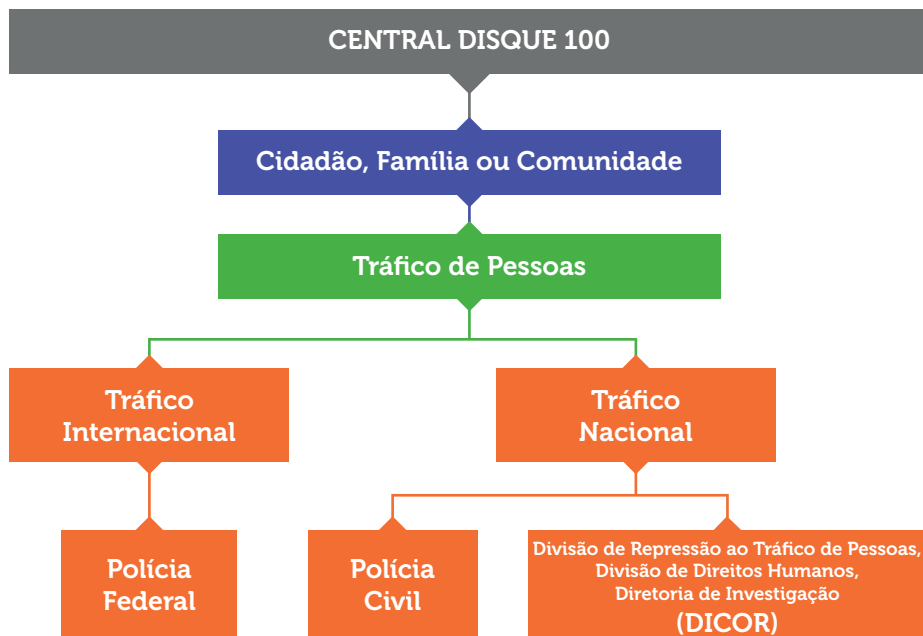 CENTRAL DISQUE 100
Cidadão, Família ou Comunidade
Tráfico de Pessoas
Tráfico
Internacional
Tráfico
Nacional
Polícia
Federal
Polícia
Civil
Divisão de Repressão ao Tráfico de Pessoas,
Divisão de Direitos Humanos,
Diretoria de Investigação
(DICOR)